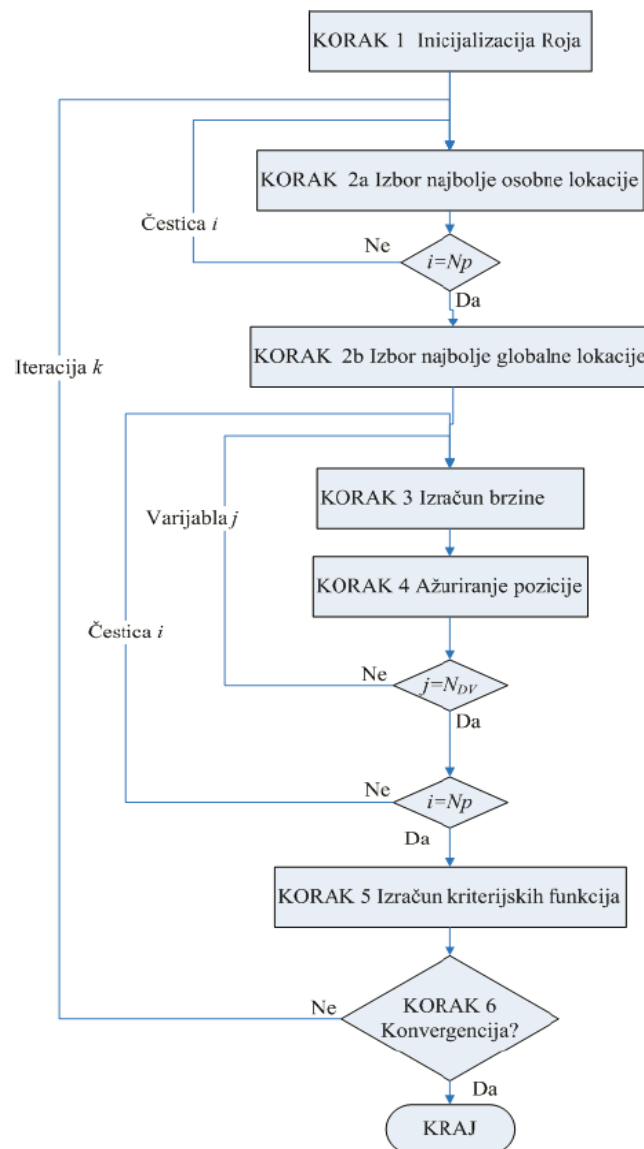 KORAK 1 Inicijalizacija Roja
KORAK 2a Izbor najbolje osobne lokacije
Čestica i
Ne
i=Np
Da
KORAK 2b Izbor najbolje globalne lokacije
Iteracija k
KORAK 3 Izračun brzine
Varijabla j
KORAK 4 Ažuriranje pozicije
Čestica i
Ne
j=N_DV
Da
Ne
i=Np
Da
KORAK 5 Izračun kriterijskih funkcija
Ne
KORAK 6
Konvergencija?
Da
KRAJ